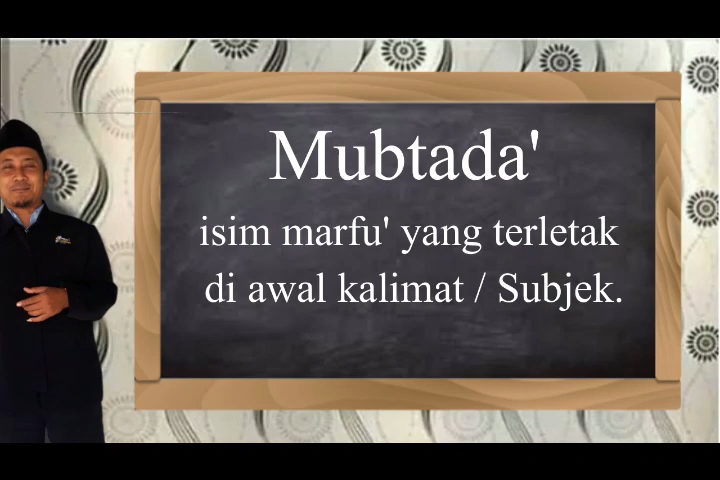 Mubtada'
isim marfu' yang terletak
di awal kalimat / Subjek.